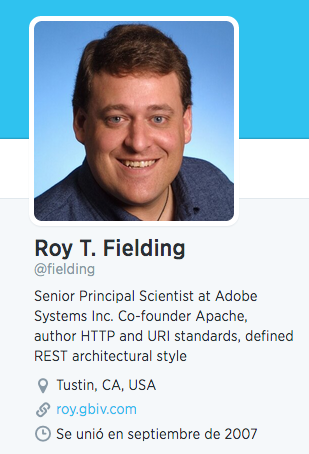 Roy T. Fielding
@fielding
Senior Principal Scientist at Adobe
Systems Inc. Co-founder Apache,
author HTTP and URI standards, defined
REST architectural style
Tustin, CA, USA
roy.gbiv.com
Se unió en septiembre de 2007